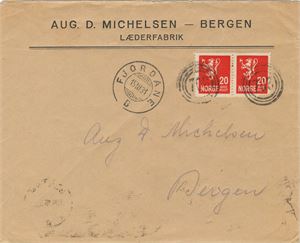 AUG. D. MICHELSEN — BERGEN
LÆDERFABRIK
FJORDANE
G
20 20
NORGE NORGE
Aug D. Michelsen
Bergen